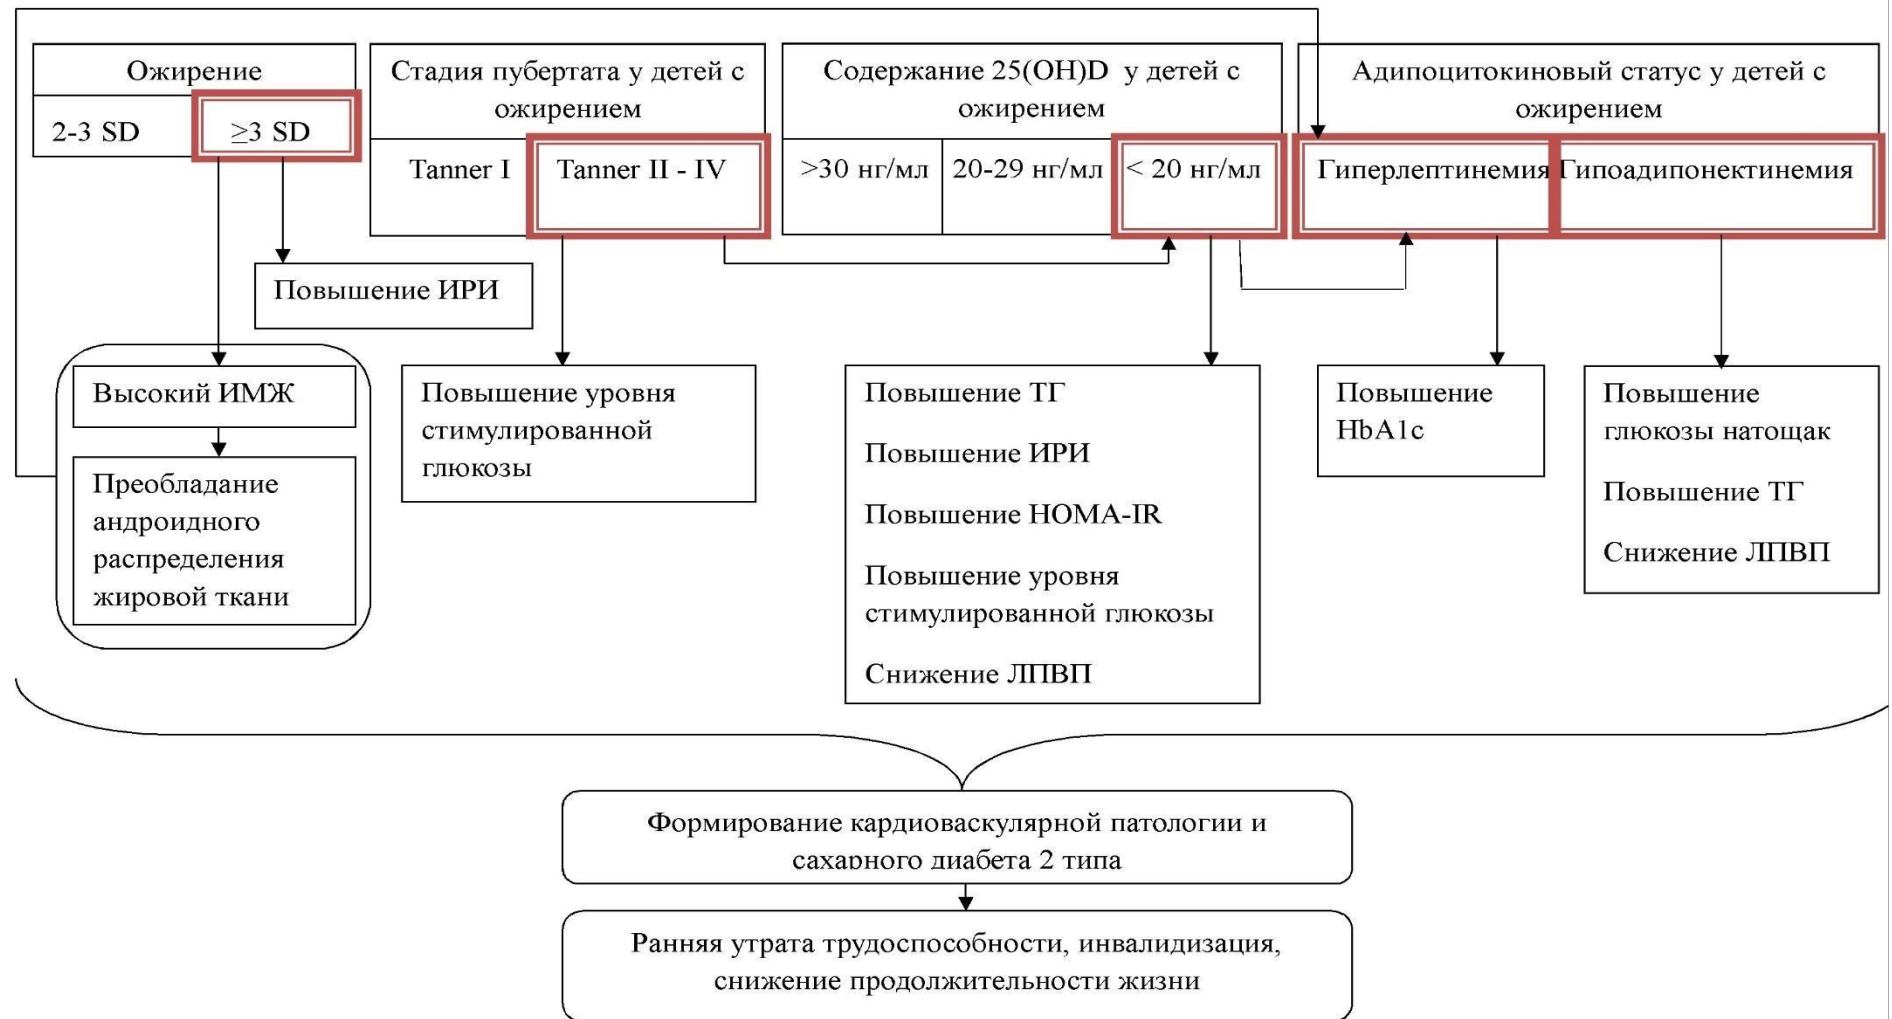 Ожирение
2-3 SD
≥3 SD
Стадия пубертата у детей с
ожирением
Tanner I
Tanner II - IV
Содержание 25(OH)D у детей с
ожирением
>30 нг/мл
20-29 нг/мл
< 20 нг/мл
Адипоцитокиновый статус у детей с
ожирением
Гиперлептинемия
Гипоадипонектинемия
Повышение ИРИ
Высокий ИМЖ
Преобладание
андроидного
распределения
жировой ткани
Повышение уровня
стимулированной
глюкозы
Повышение ТГ
Повышение ИРИ
Повышение HOMA-IR
Повышение уровня
стимулированной глюкозы
Снижение ЛПВП
Повышение
HbA1c
Повышение
глюкозы натощак
Повышение ТГ
Снижение ЛПВП
Формирование кардиоваскулярной патологии и
сахарного диабета 2 типа
Ранняя утрата трудоспособности, инвалидизация,
снижение продолжительности жизни